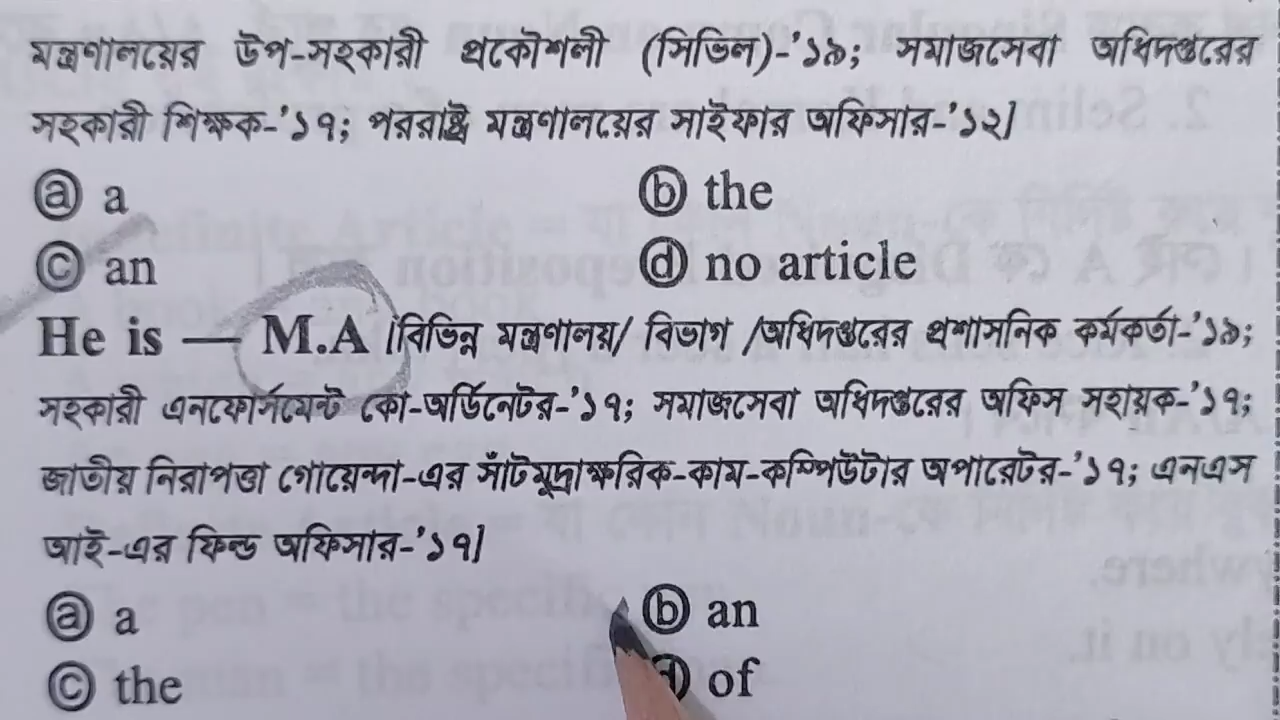 মন্ত্রণালয়ের উপ-সহকারী প্রকৌশলী (সিভিল)-'১৯; সমাজসেবা অধিদপ্তরের
সহকারী শিক্ষক-'১৭; পররাষ্ট্র মন্ত্রণালয়ের সাইফার অফিসার-'১২]
ⓐ a ⓑ the
ⓒ an ⓓ no article
He is — M.A [বিভিন্ন মন্ত্রণালয়/ বিভাগ /অধিদপ্তরের প্রশাসনিক কর্মকর্তা-'১৯;
সহকারী এনফোর্সমেন্ট কো-অর্ডিনেটর-'১৭; সমাজসেবা অধিদপ্তরের অফিস সহায়ক-'১৭;
জাতীয় নিরাপত্তা গোয়েন্দা-এর সাঁটমুদ্রাক্ষরিক-কাম-কম্পিউটার অপারেটর-'১৭; এনএস
আই-এর ফিল্ড অফিসার-'১৭]
ⓐ a ⓑ an
ⓒ the ⓓ of